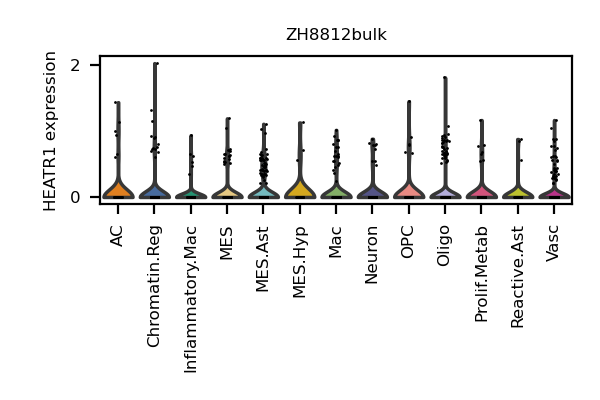 ZH8812bulk
HEATR1 expression
2
0
AC
Chromatin.Reg
Inflammatory.Mac
MES
MES.Ast
MES.Hyp
Mac
Neuron
OPC
Oligo
Prolif.Metab
Reactive.Ast
Vasc